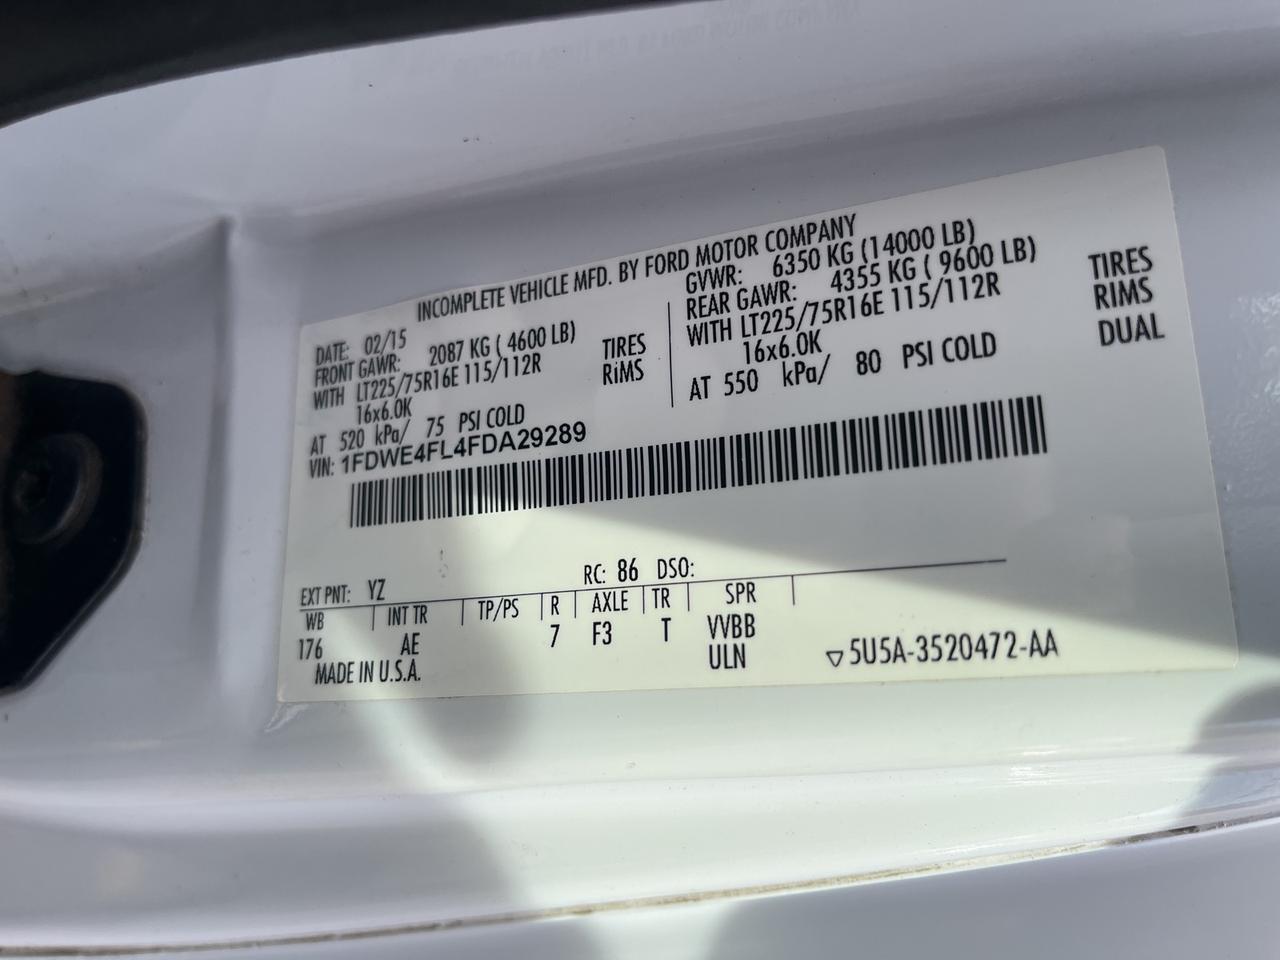 INCOMPLETE VEHICLE MFD. BY FORD MOTOR COMPANY
DATE: 02/15
FRONT GAWR: 2087 KG ( 4600 LB)
WITH LT225/75R16E 115/112R TIRES
16x6.0K RiMS
AT 520 kPa/ 75 PSI COLD
GVWR: 6350 KG (14000 LB)
REAR GAWR: 4355 KG ( 9600 LB)
WITH LT225/75R16E 115/112R TIRES
16x6.0K RIMS
AT 550 kPa/ 80 PSI COLD DUAL
VIN: 1FDWE4FL4FDA29289
EXT PNT: YZ RC: 86 DSO:
WB INT TR TP/PS R AXLE TR SPR
176 AE 7 F3 T VVBB
ULN
MADE IN U.S.A. ▽5U5A-3520472-AA